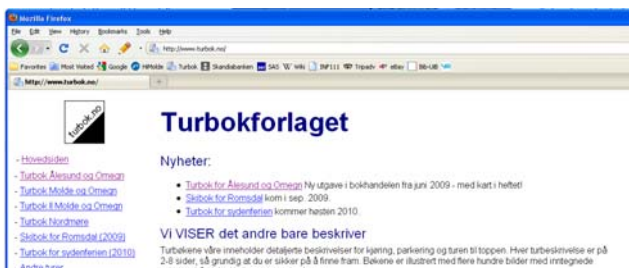 Mozilla Firefox
File Edit View History Bookmarks Tools Help
http://www.turbok.no/
Favorites Most Visited Google HiMolde Turbok Skandiabanken SAS W Wiki INF111 Tripadv eBay BB-UB
http://www.turbok.no/
turbok.no
Turbokforlaget
- Hovedsiden
- Turbok Ålesund og Omegn
- Turbok Molde og Omegn
- Turbok II Molde og Omegn
- Turbok Nordmøre
- Skibok for Romsdal (2009)
- Turbok for sydenferien (2010)
- Andre turer
Nyheter:
Turbok for Ålesund og Omegn Ny utgave i bokhandelen fra juni 2009 - med kart i heftet!
Skibok for Romsdal kom i sep. 2009.
Turbok for sydenferien kommer høsten 2010.
Vi VISER det andre bare beskriver
Turbøkene våre inneholder detaljerte beskrivelser for kjøring, parkering og turen til toppen. Hver turbeskrivelse er på
2-8 sider, så grundig at du er sikker på å finne fram. Bøkene er illustrert med flere hundre bilder med inntegnede